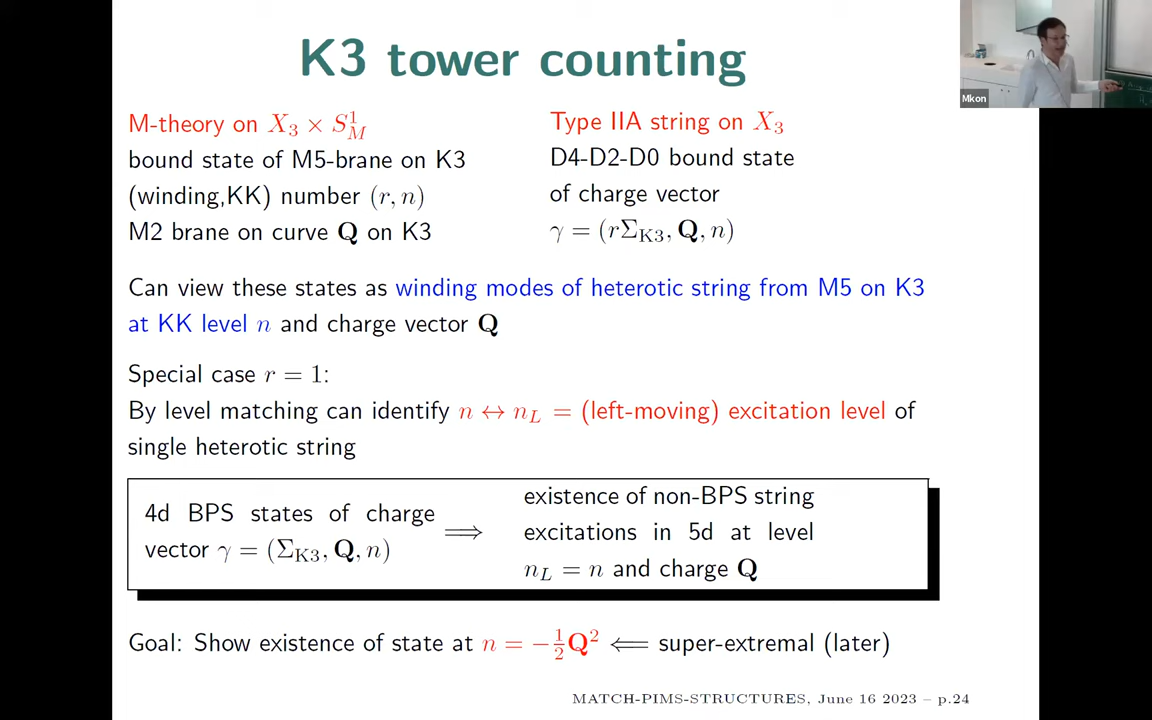 K3 tower counting
M-theory on X₃ × S¹_M
bound state of M5-brane on K3
(winding,KK) number (r, n)
M2 brane on curve Q on K3
Type IIA string on X₃
D4-D2-D0 bound state
of charge vector
γ = (rΣ_K3, Q, n)
Can view these states as winding modes of heterotic string from M5 on K3
at KK level n and charge vector Q
Special case r = 1:
By level matching can identify n ↔ n_L = (left-moving) excitation level of
single heterotic string
4d BPS states of charge
vector γ = (Σ_K3, Q, n)
⟹
existence of non-BPS string
excitations in 5d at level
n_L = n and charge Q
Goal: Show existence of state at n = −½Q² ⟸ super-extremal (later)
MATCH-PIMS-STRUCTURES, June 16 2023 – p.24
Mkon